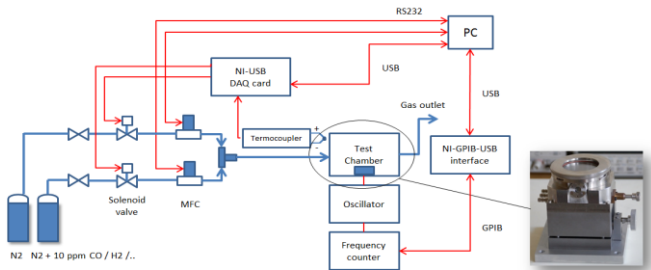 RS232
PC
NI-USB
DAQ card
USB
USB
Gas outlet
Termocoupler
+
-
Test
Chamber
NI-GPIB-USB
interface
Solenoid
valve
MFC
Oscillator
GPIB
Frequency
counter
N2
N2 + 10 ppm CO / H2 /..